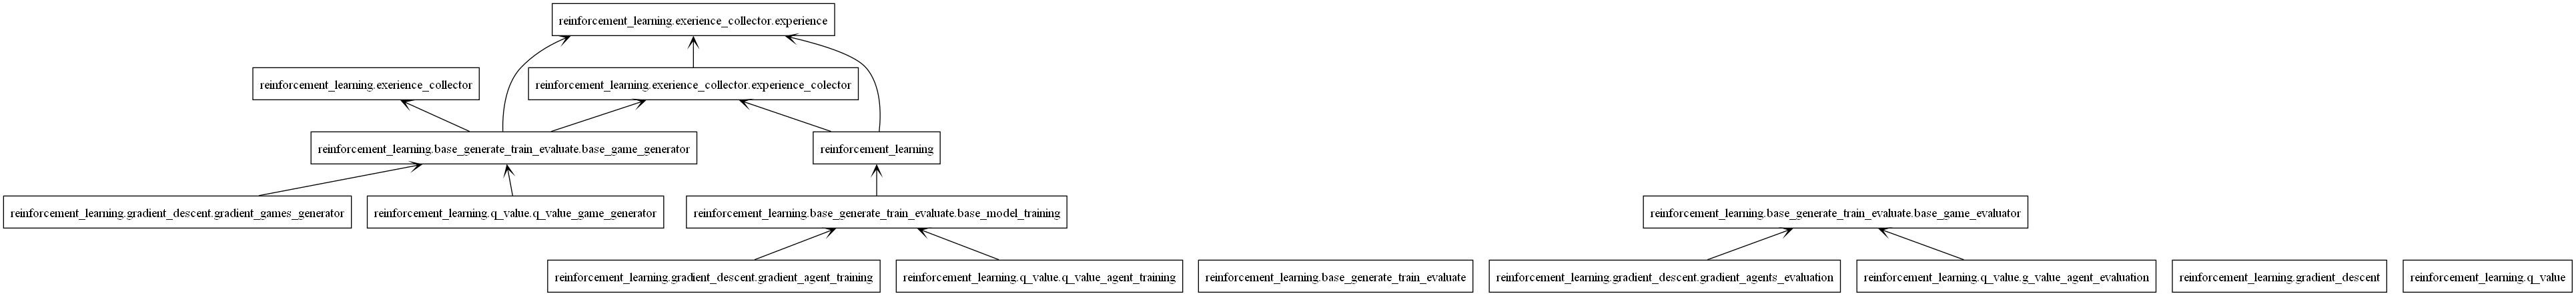 reinforcement_learning.exerience_collector.experience
reinforcement_learning.exerience_collector
reinforcement_learning.exerience_collector.experience_colector
reinforcement_learning.base_generate_train_evaluate.base_game_generator
reinforcement_learning
reinforcement_learning.gradient_descent.gradient_games_generator
reinforcement_learning.q_value.q_value_game_generator
reinforcement_learning.base_generate_train_evaluate.base_model_training
reinforcement_learning.base_generate_train_evaluate.base_game_evaluator
reinforcement_learning.gradient_descent.gradient_agent_training
reinforcement_learning.q_value.q_value_agent_training
reinforcement_learning.base_generate_train_evaluate
reinforcement_learning.gradient_descent.gradient_agents_evaluation
reinforcement_learning.q_value.g_value_agent_evaluation
reinforcement_learning.gradient_descent
reinforcement_learning.q_value